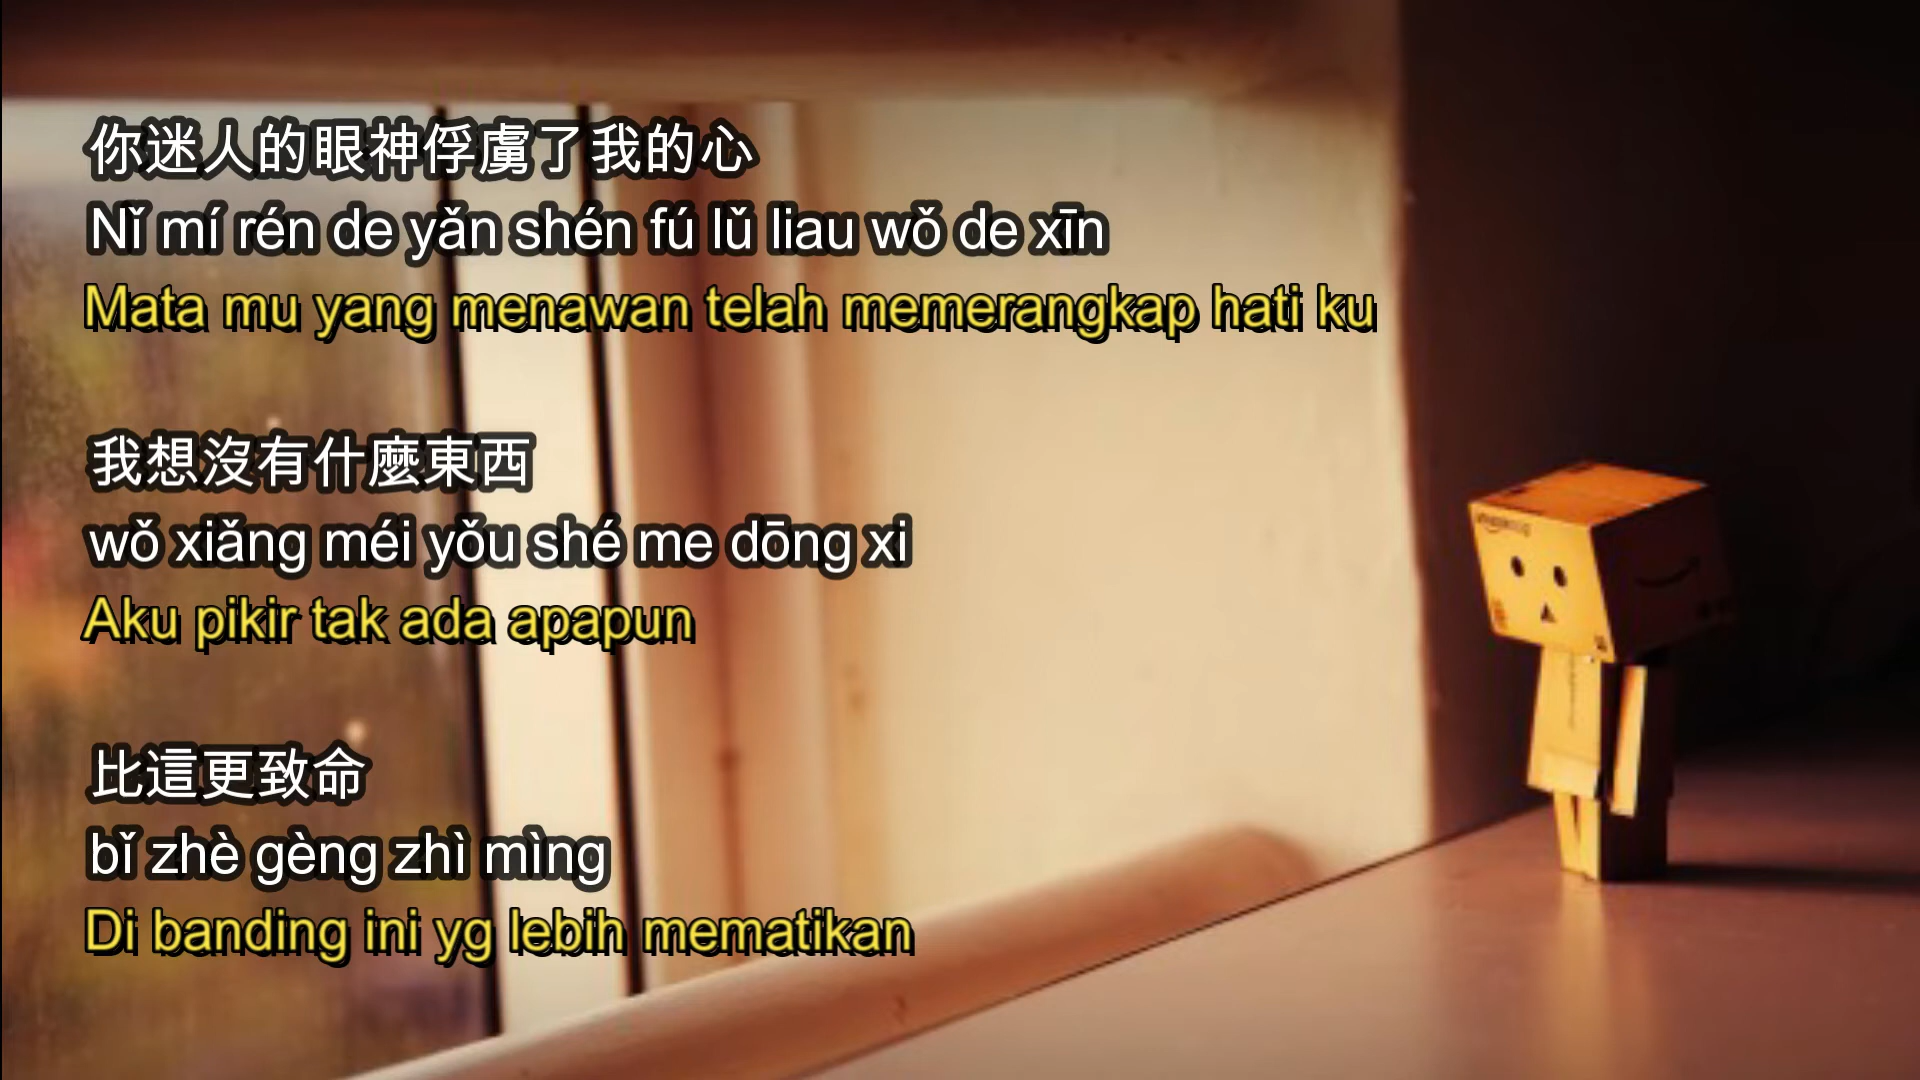 你迷人的眼神俘虜了我的心
Nǐ mí rén de yǎn shén fú lǔ liau wǒ de xīn
Mata mu yang menawan telah memerangkap hati ku
我想沒有什麼東西
wǒ xiǎng méi yǒu shé me dōng xi
Aku pikir tak ada apapun
比這更致命
bǐ zhè gèng zhì mìng
Di banding ini yg lebih mematikan